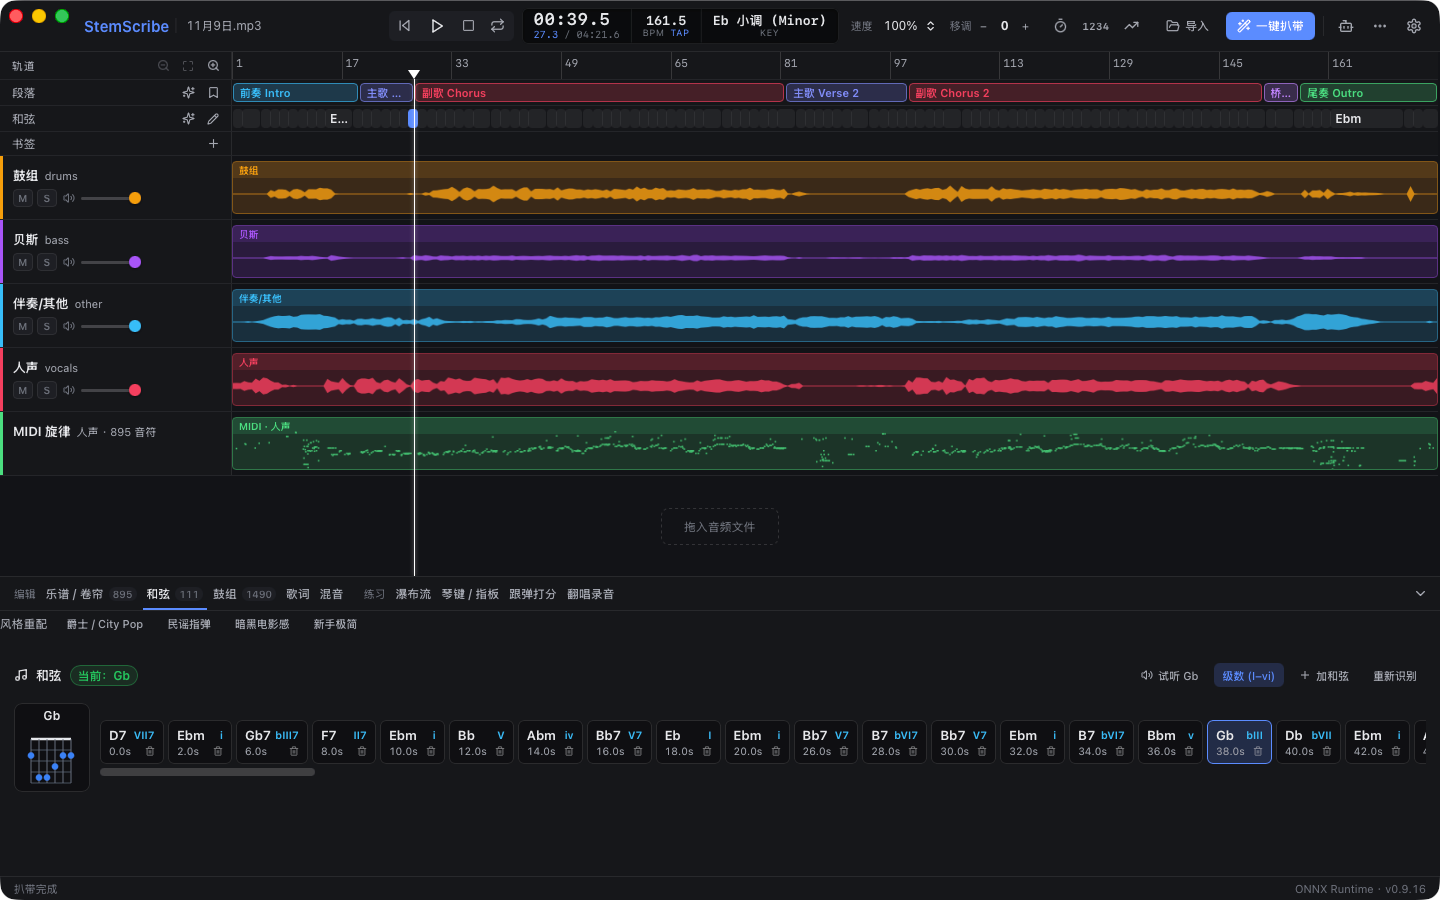 StemScribe 11月9日.mp3
00:39.5
27.3 / 04:21.6
161.5
BPM TAP
Eb 小调 (Minor)
KEY
速度 100% 移调 − 0 +
1234
导入
一键扒带
轨道
1 17 33 49 65 81 97 113 129 145 161
段落
前奏 Intro 主歌 ... 副歌 Chorus 主歌 Verse 2 副歌 Chorus 2 桥... 尾奏 Outro
和弦
E... Ebm
书签
鼓组 drums
M S
鼓组
贝斯 bass
M S
贝斯
伴奏/其他 other
M S
伴奏/其他
人声 vocals
M S
人声
MIDI 旋律 人声 · 895 音符
MIDI · 人声
拖入音频文件
编辑 乐谱 / 卷帘 895 和弦 111 鼓组 1490 歌词 混音 练习 瀑布流 琴键 / 指板 跟弹打分 翻唱录音
风格重配 爵士 / City Pop 民谣指弹 暗黑电影感 新手极简
和弦 当前: Gb
试听 Gb 级数 (I–vi) + 加和弦 重新识别
Gb
D7 VII7 Ebm i Gb7 bIII7 F7 II7 Ebm i Bb V Abm iv Bb7 V7 Eb I Ebm i Bb7 V7 B7 bVI7 Bb7 V7 Ebm i B7 bVI7 Bbm v Gb bIII Db bVII Ebm i
0.0s 2.0s 6.0s 8.0s 10.0s 12.0s 14.0s 16.0s 18.0s 20.0s 26.0s 28.0s 30.0s 32.0s 34.0s 36.0s 38.0s 40.0s 42.0s
扒带完成
ONNX Runtime · v0.9.16